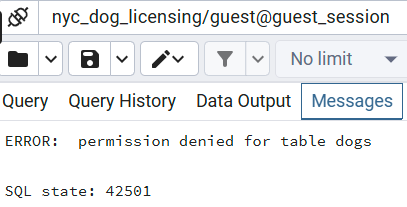 nyc_dog_licensing/guest@guest_session
No limit
Query Query History Data Output Messages
ERROR:  permission denied for table dogs
SQL state: 42501